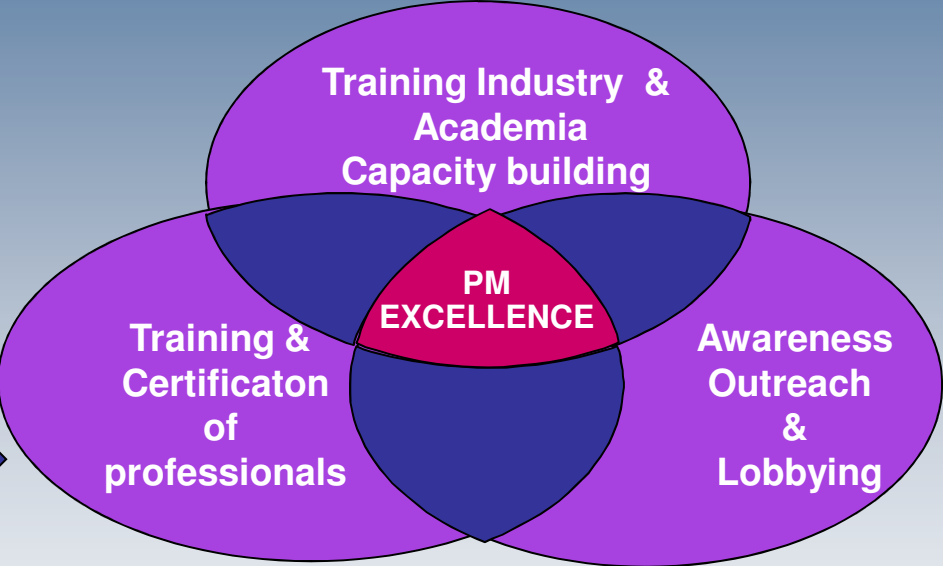 Training Industry &
Academia
Capacity building
PM
EXCELLENCE
Training &
Certificaton
of
professionals
Awareness
Outreach
&
Lobbying